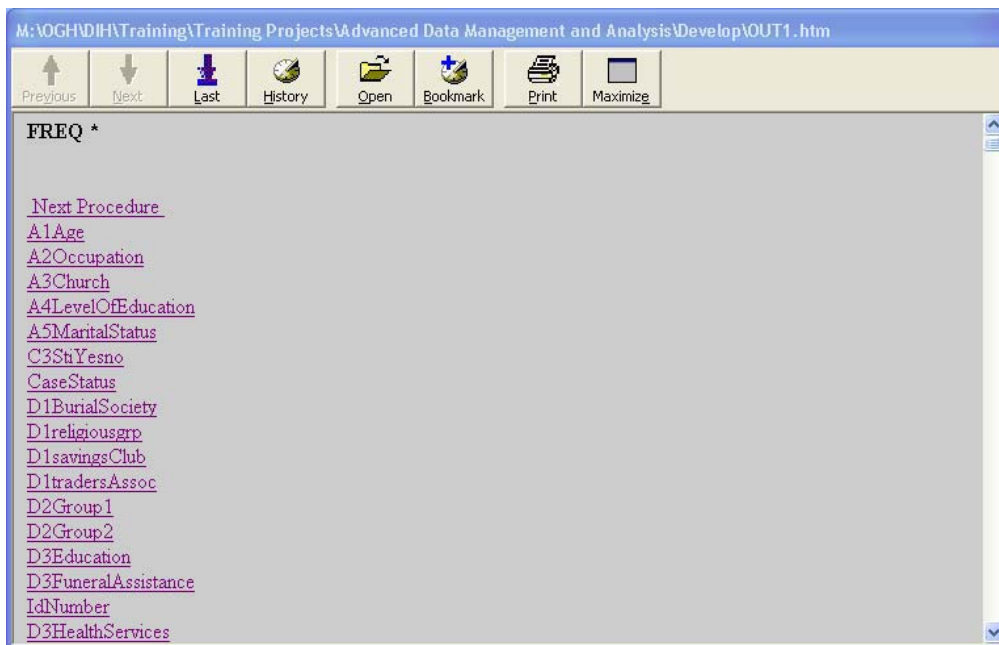 M:\OGH\DIH\Training\Training Projects\Advanced Data Management and Analysis\Develop\OUT1.htm
Previous Next Last History Open Bookmark Print Maximize
FREQ *
Next Procedure
A1Age
A2Occupation
A3Church
A4LevelOfEducation
A5MaritalStatus
C3StiYesno
CaseStatus
D1BurialSociety
D1religiousgrp
D1savingsClub
D1tradersAssoc
D2Group1
D2Group2
D3Education
D3FuneralAssistance
IdNumber
D3HealthServices